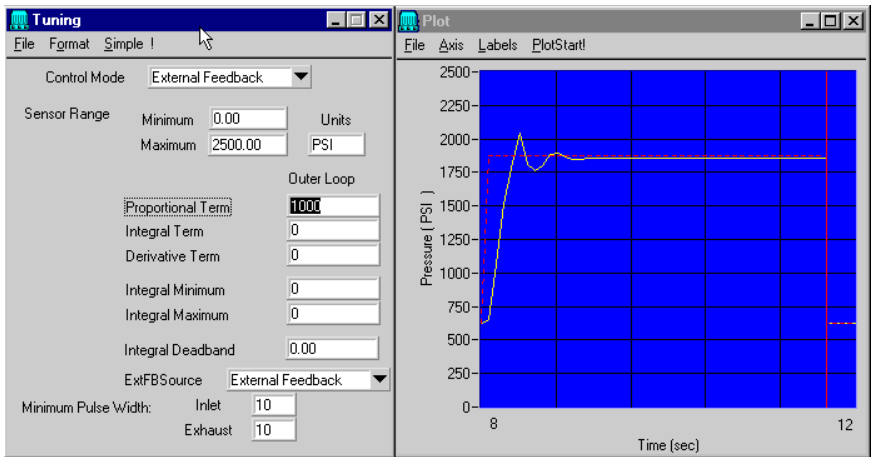 Tuning
File Format Simple !
Control Mode External Feedback
Sensor Range
Minimum 0.00 Units
Maximum 2500.00 PSI
Outer Loop
Proportional Term 1000
Integral Term 0
Derivative Term 0
Integral Minimum 0
Integral Maximum 0
Integral Deadband 0.00
ExtFBSource External Feedback
Minimum Pulse Width: Inlet 10
Exhaust 10
Plot
File Axis Labels PlotStart!
2500
2250
2000
1750
1500
1250
1000
750
500
250
0
Pressure ( PSI )
8 12
Time (sec)